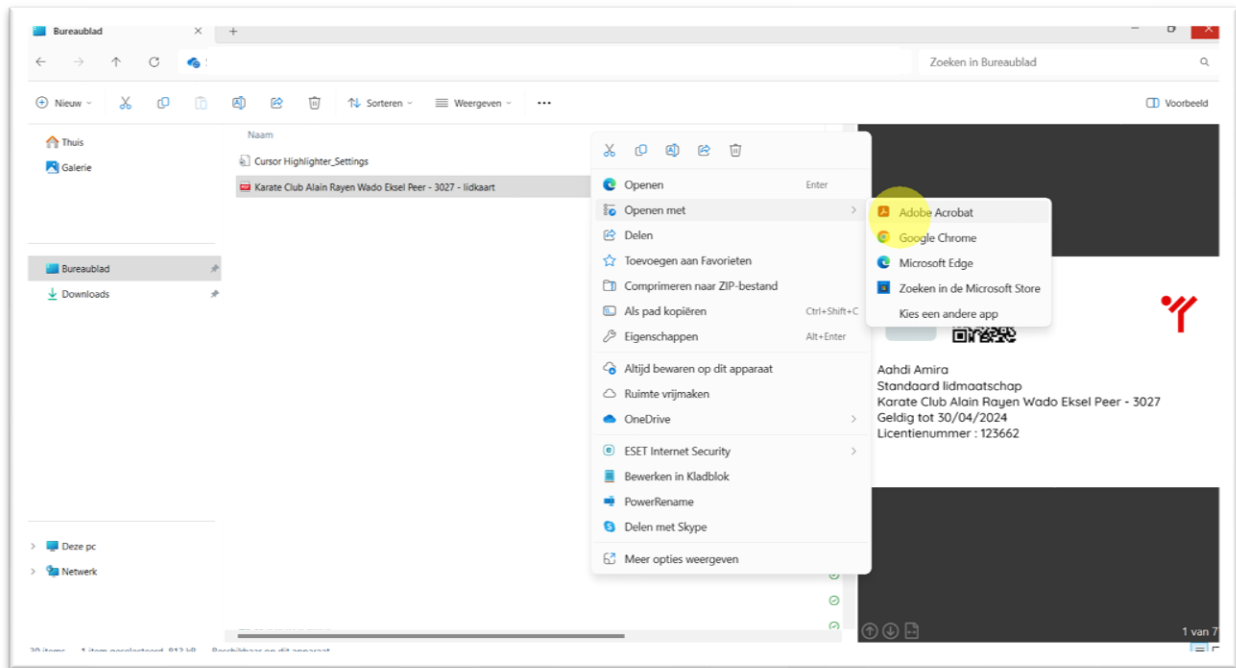 Bureaublad
Zoeken in Bureaublad
Nieuw
Sorteren
Weergeven
Voorbeeld
Thuis
Galerie
Bureaublad
Downloads
Deze pc
Netwerk
Naam
Cursor Highlighter_Settings
Karate Club Alain Rayen Wado Eksel Peer - 3027 - lidkaart
Openen Enter
Openen met
Delen
Toevoegen aan Favorieten
Comprimeren naar ZIP-bestand
Als pad kopiëren Ctrl+Shift+C
Eigenschappen Alt+Enter
Altijd bewaren op dit apparaat
Ruimte vrijmaken
OneDrive
ESET Internet Security
Bewerken in Kladblok
PowerRename
Delen met Skype
Meer opties weergeven
Adobe Acrobat
Google Chrome
Microsoft Edge
Zoeken in de Microsoft Store
Kies een andere app
Aahdi Amira
Standaard lidmaatschap
Karate Club Alain Rayen Wado Eksel Peer - 3027
Geldig tot 30/04/2024
Licentienummer : 123662
1 van 7